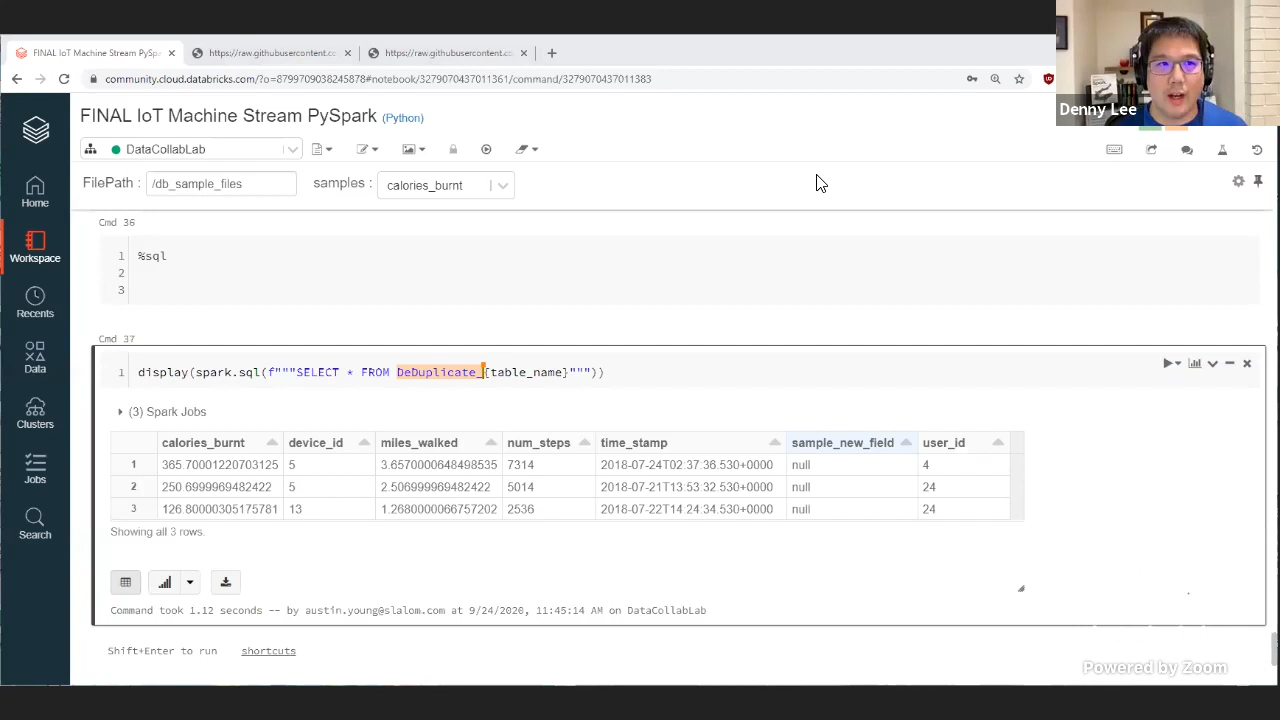 FINAL IoT Machine Stream PySpa
https://raw.githubusercontent.cc
https://raw.githubusercontent.cc
community.cloud.databricks.com/?o=8799709038245878#notebook/3279070437011361/command/3279070437011383
Denny Lee
FINAL IoT Machine Stream PySpark (Python)
DataCollabLab
FilePath : /db_sample_files samples : calories_burnt
Home
Workspace
Recents
Data
Clusters
Jobs
Search
Cmd 36
1 %sql
2
3
Cmd 37
1 display(spark.sql(f"""SELECT * FROM DeDuplicate_{table_name}"""))
(3) Spark Jobs
calories_burnt device_id miles_walked num_steps time_stamp sample_new_field user_id
1 365.70001220703125 5 3.6570000648498535 7314 2018-07-24T02:37:36.530+0000 null 4
2 250.6999969482422 5 2.506999969482422 5014 2018-07-21T13:53:32.530+0000 null 24
3 126.80000305175781 13 1.2680000066757202 2536 2018-07-22T14:24:34.530+0000 null 24
Showing all 3 rows.
Command took 1.12 seconds -- by austin.young@slalom.com at 9/24/2020, 11:45:14 AM on DataCollabLab
Shift+Enter to run shortcuts
Powered by Zoom